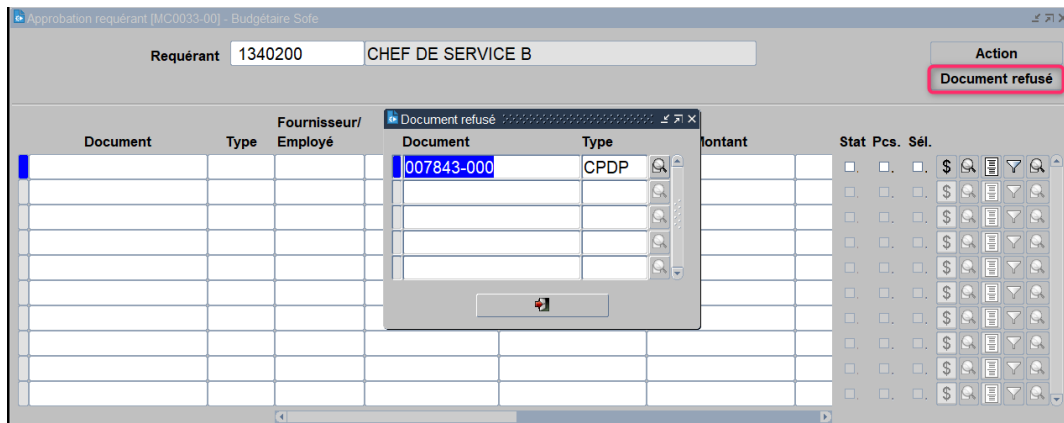 Approbation requérant [MC0033-00] - Budgétaire Sofe
Requérant 1340200 CHEF DE SERVICE B
Action
Document refusé
Document Type Fournisseur/
Employé
Montant Stat Pcs. Sél.
Document refusé
Document Type
007843-000 CPDP
$
$
$
$
$
$
$
$
$
$